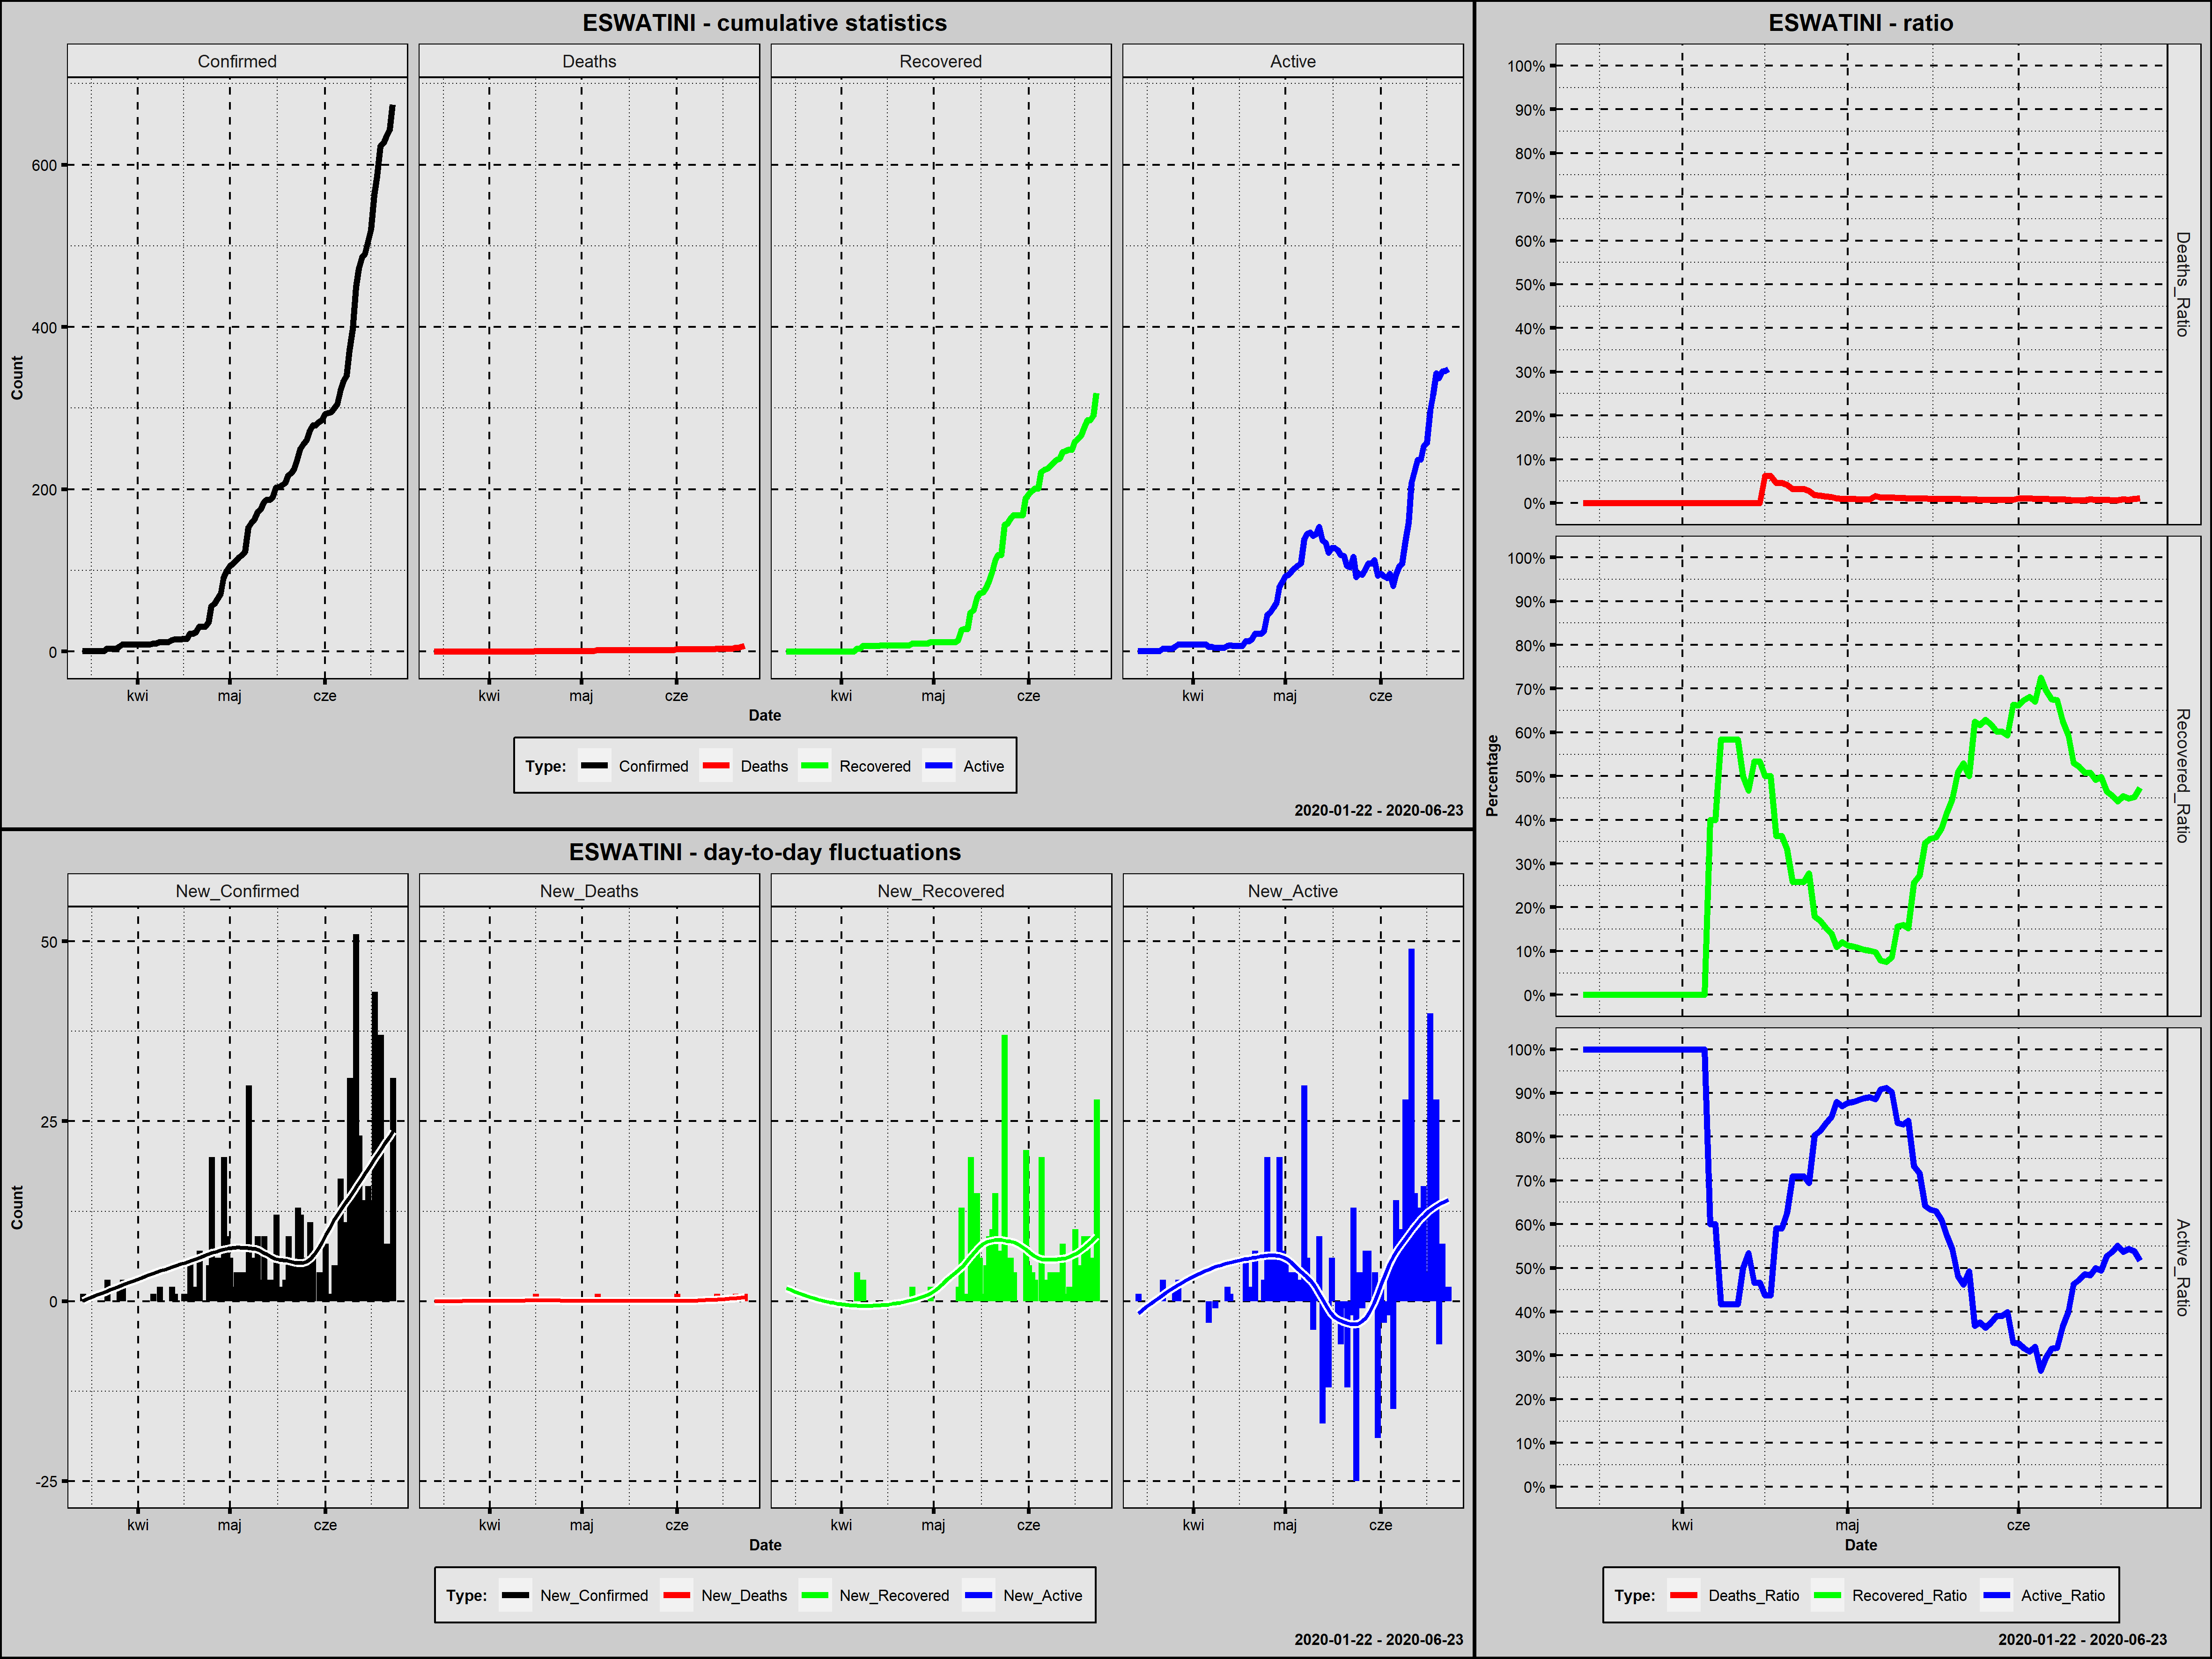 ESWATINI - cumulative statistics
Confirmed Deaths Recovered Active
Count
600
400
200
0
kwi maj cze kwi maj cze kwi maj cze kwi maj cze
Date
Type: Confirmed Deaths Recovered Active
2020-01-22 - 2020-06-23
ESWATINI - day-to-day fluctuations
New_Confirmed New_Deaths New_Recovered New_Active
Count
50
25
0
-25
kwi maj cze kwi maj cze kwi maj cze kwi maj cze
Date
Type: New_Confirmed New_Deaths New_Recovered New_Active
2020-01-22 - 2020-06-23
ESWATINI - ratio
Percentage
100%
90%
80%
70%
60%
50%
40%
30%
20%
10%
0%
Deaths_Ratio
100%
90%
80%
70%
60%
50%
40%
30%
20%
10%
0%
Recovered_Ratio
100%
90%
80%
70%
60%
50%
40%
30%
20%
10%
0%
Active_Ratio
kwi maj cze
Date
Type: Deaths_Ratio Recovered_Ratio Active_Ratio
2020-01-22 - 2020-06-23